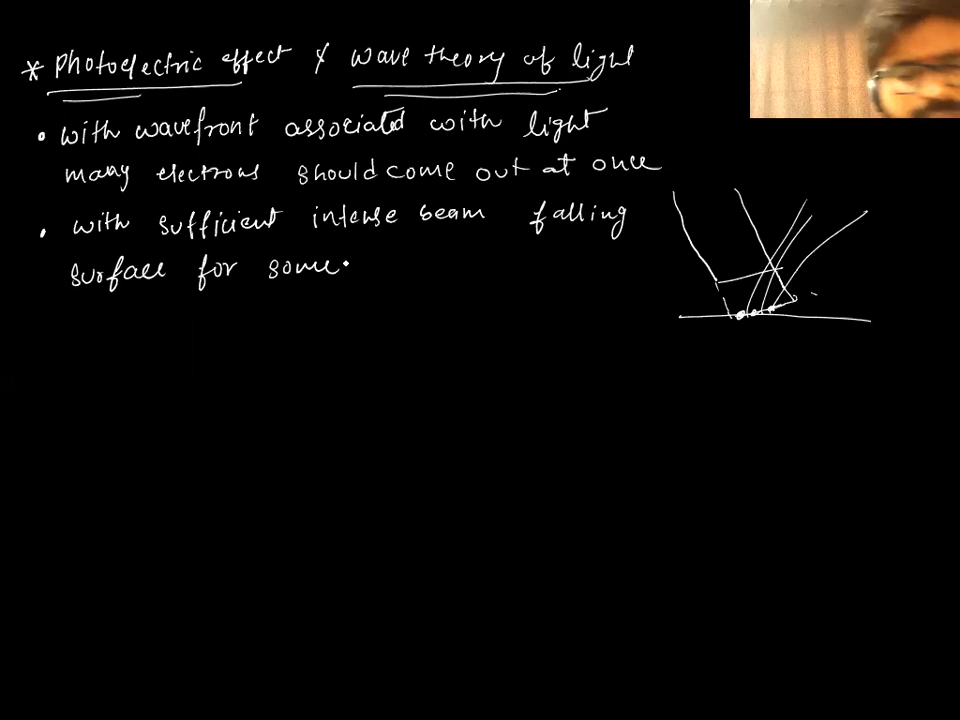 * Photoelectric effect & wave theory of light
• with wavefront associated with light
many electrons should come out at once
• with sufficient intense beam falling
surface for some